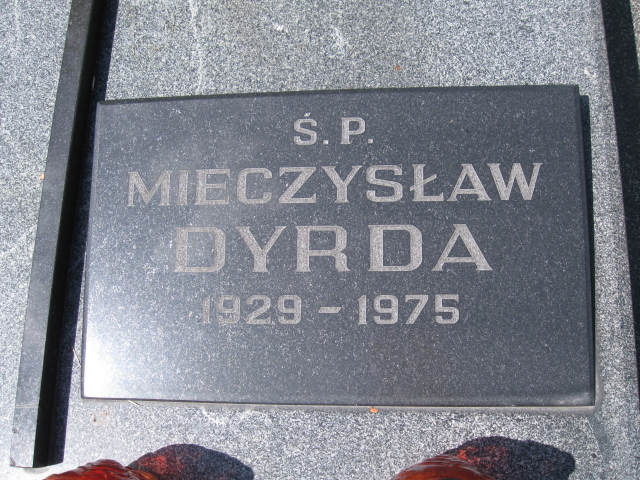 Ś.P.
MIECZYSŁAW
DYRDA
1929 - 1975